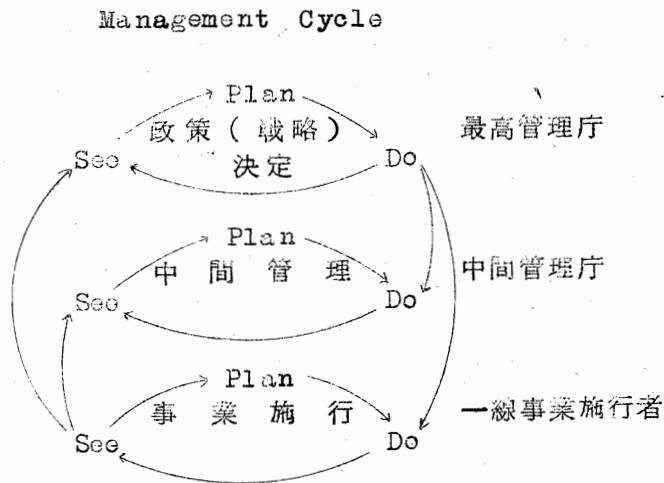 Management Cycle
Plan
政策(戦略)
決定
See
Do
最高管理庁
Plan
中間管理
See
Do
中間管理庁
Plan
事業施行
See
Do
一線事業施行者